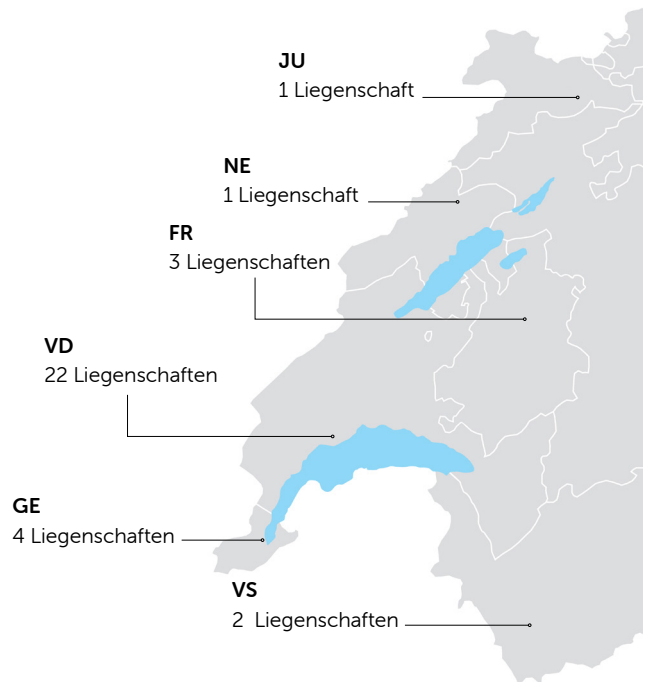 JU
1 Liegenschaft
NE
1 Liegenschaft
FR
3 Liegenschaften
VD
22 Liegenschaften
GE
4 Liegenschaften
VS
2 Liegenschaften